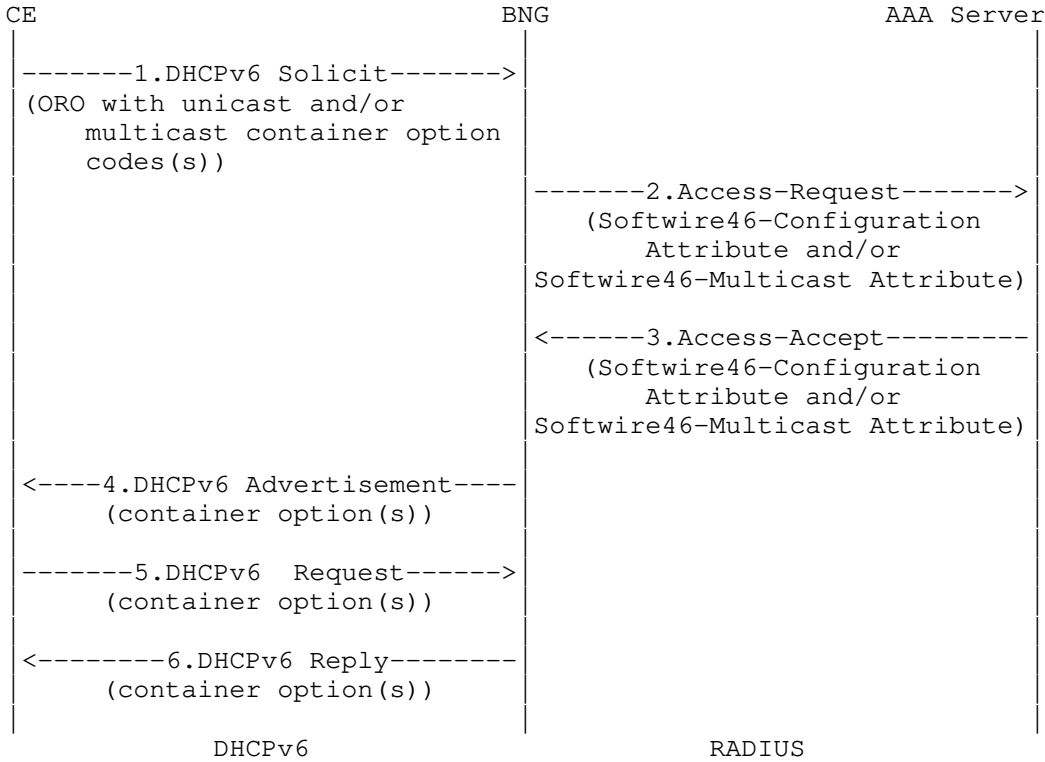 CE BNG AAA Server
-------1.DHCPv6 Solicit------->
(ORO with unicast and/or
multicast container option
codes(s))
-------2.Access-Request------->
(Softwire46-Configuration
Attribute and/or
Softwire46-Multicast Attribute)
<------3.Access-Accept---------
(Softwire46-Configuration
Attribute and/or
Softwire46-Multicast Attribute)
<----4.DHCPv6 Advertisement----
(container option(s))
-------5.DHCPv6  Request------>
(container option(s))
<--------6.DHCPv6 Reply--------
(container option(s))
DHCPv6 RADIUS